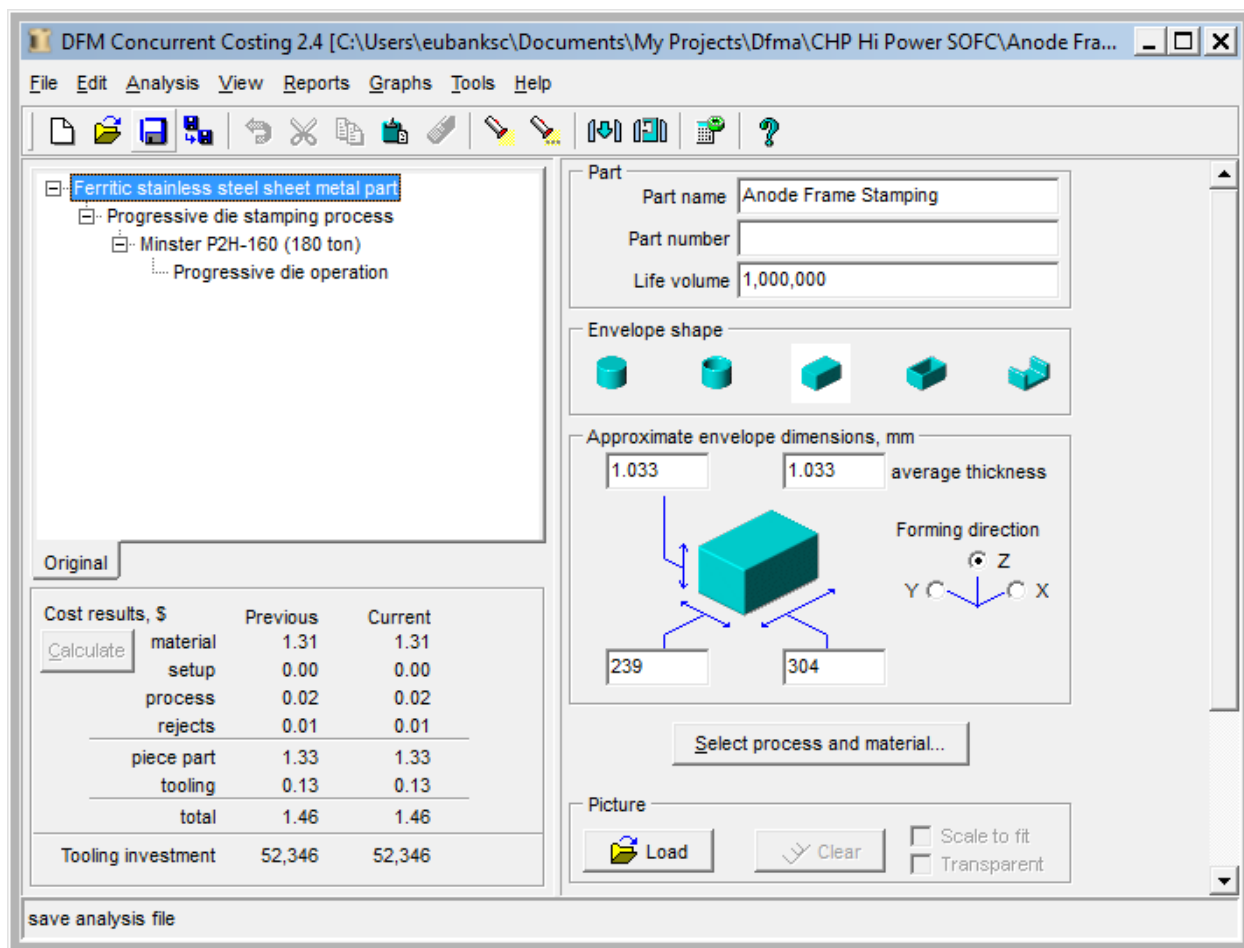 DFM Concurrent Costing 2.4 [C:\Users\eubanksc\Documents\My Projects\Dfma\CHP Hi Power SOFC\Anode Fra...
File Edit Analysis View Reports Graphs Tools Help
Ferritic stainless steel sheet metal part
Progressive die stamping process
Minster P2H-160 (180 ton)
Progressive die operation
Original
Cost results, $ Previous Current
Calculate
material 1.31 1.31
setup 0.00 0.00
process 0.02 0.02
rejects 0.01 0.01
piece part 1.33 1.33
tooling 0.13 0.13
total 1.46 1.46
Tooling investment 52,346 52,346
Part
Part name Anode Frame Stamping
Part number
Life volume 1,000,000
Envelope shape
Approximate envelope dimensions, mm
1.033 1.033 average thickness
Forming direction
Z
Y X
239 304
Select process and material...
Picture
Load Clear Scale to fit
Transparent
save analysis file